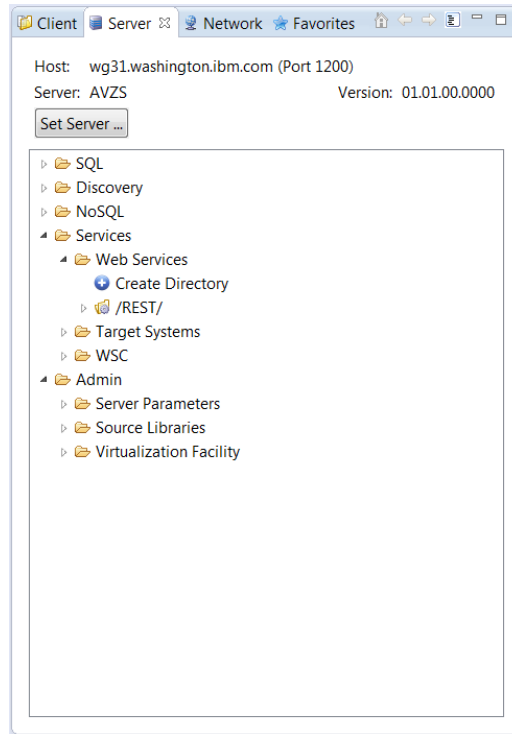 Client Server Network Favorites
Host: wg31.washington.ibm.com (Port 1200)
Server: AVZS Version: 01.01.00.0000
Set Server ...
SQL
Discovery
NoSQL
Services
Web Services
Create Directory
/REST/
Target Systems
WSC
Admin
Server Parameters
Source Libraries
Virtualization Facility